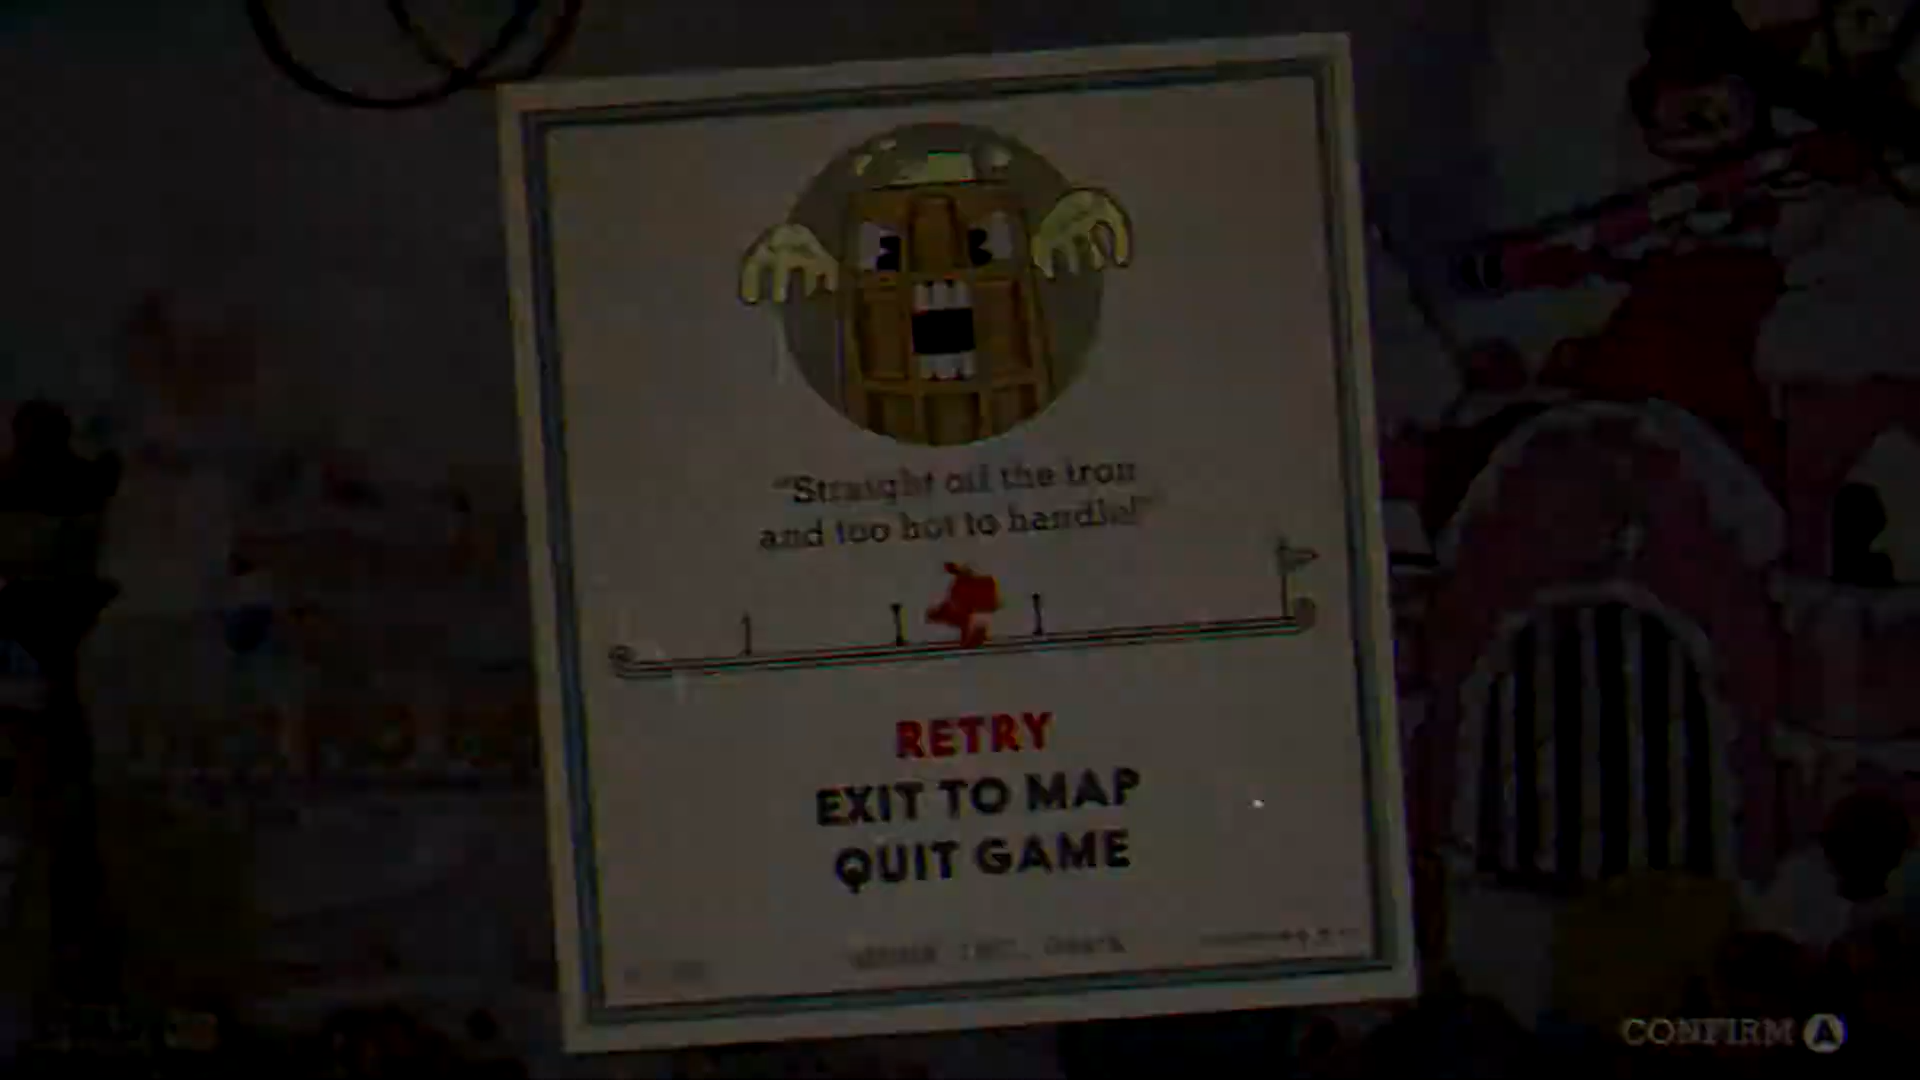 "Straight off the iron
and too hot to handle!"
RETRY
EXIT TO MAP
QUIT GAME
CONFIRM A